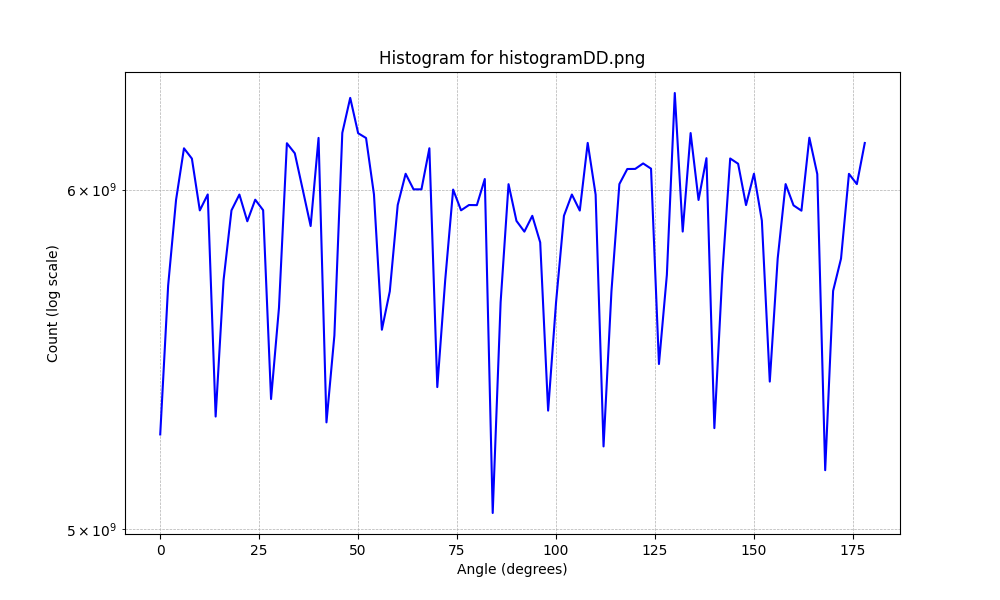 Histogram for histogramDD.png
6 × 10⁹
5 × 10⁹
Count (log scale)
0 25 50 75 100 125 150 175
Angle (degrees)